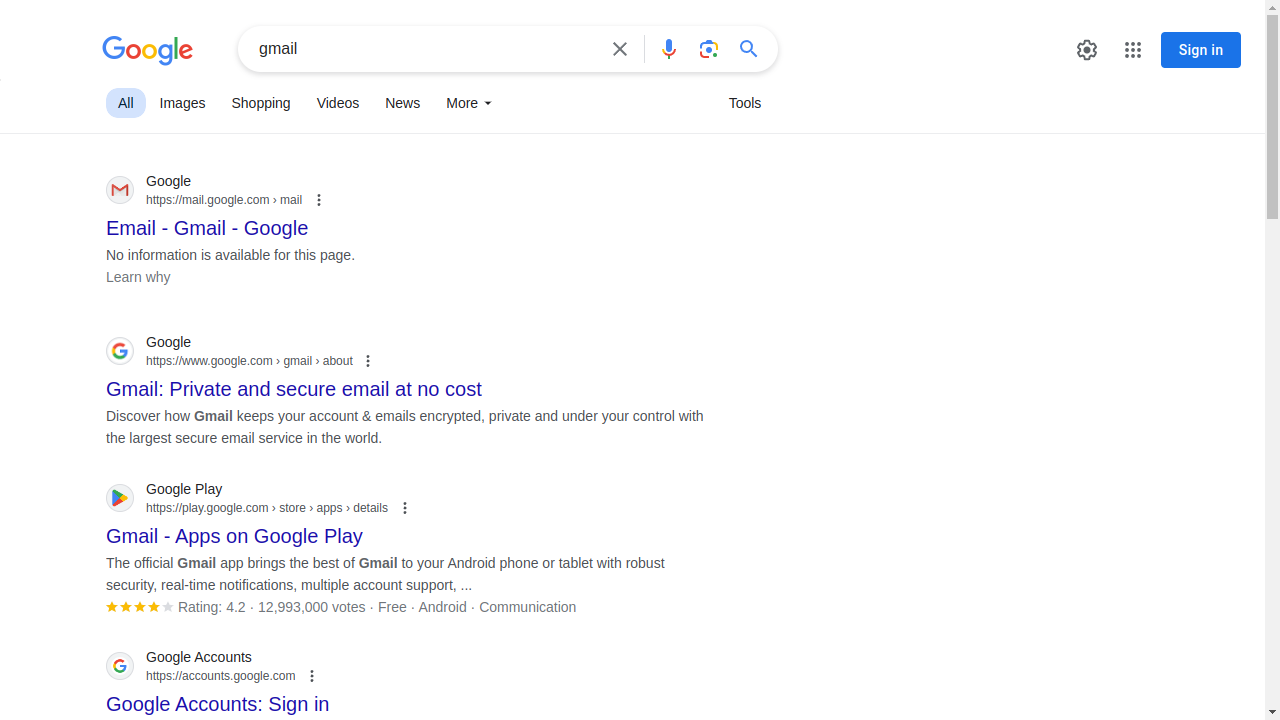 Google
gmail
Sign in
All
Images
Shopping
Videos
News
More
Tools
Google
https://mail.google.com › mail
Email - Gmail - Google
No information is available for this page.
Learn why
Google
https://www.google.com › gmail › about
Gmail: Private and secure email at no cost
Discover how Gmail keeps your account & emails encrypted, private and under your control with
the largest secure email service in the world.
Google Play
https://play.google.com › store › apps › details
Gmail - Apps on Google Play
The official Gmail app brings the best of Gmail to your Android phone or tablet with robust
security, real-time notifications, multiple account support, ...
Rating: 4.2 · 12,993,000 votes · Free · Android · Communication
Google Accounts
https://accounts.google.com
Google Accounts: Sign in